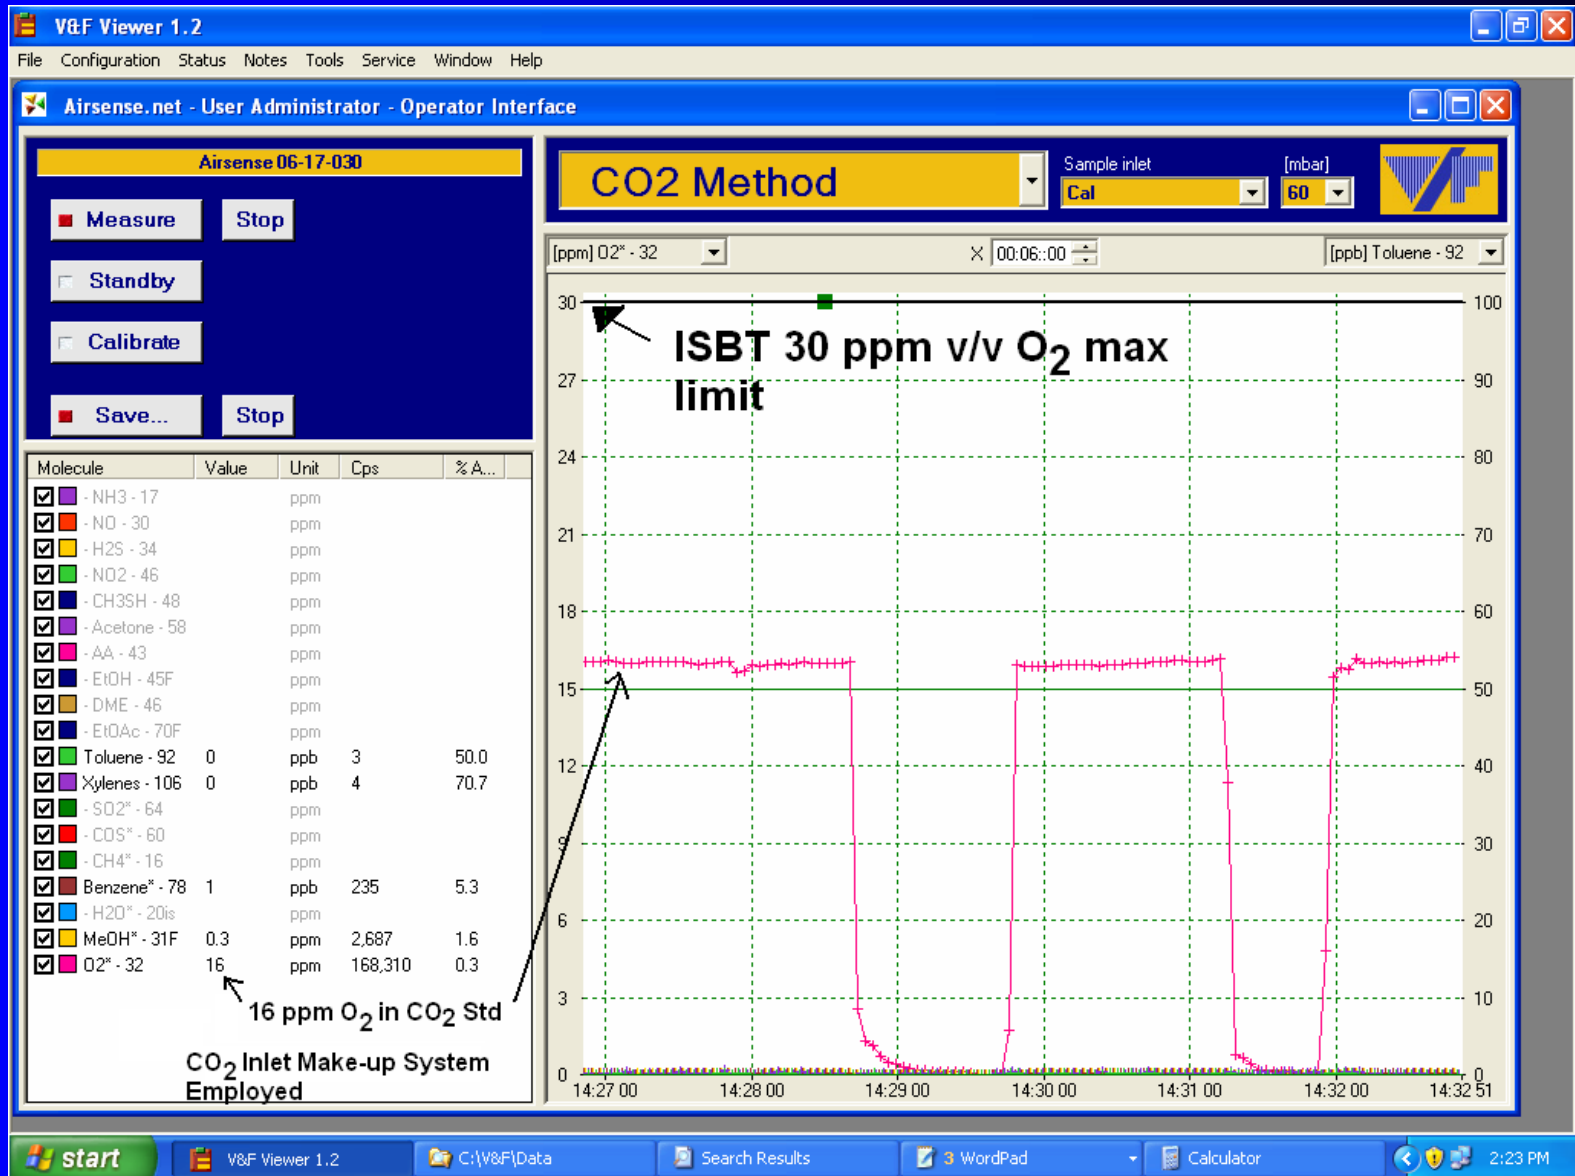 V&F Viewer 1.2
File Configuration Status Notes Tools Service Window Help
Airsense.net - User Administrator - Operator Interface
Airsense 06-17-030
Measure Stop
Standby
Calibrate
Save... Stop
CO2 Method
Sample inlet
Cal
[mbar]
60
[ppm] O2* - 32
X 00:06::00
[ppb] Toluene - 92
Molecule Value Unit Cps % A...
- NH3 - 17 ppm
- NO - 30 ppm
- H2S - 34 ppm
- NO2 - 46 ppm
- CH3SH - 48 ppm
- Acetone - 58 ppm
- AA - 43 ppm
- EtOH - 45F ppm
- DME - 46 ppm
- EtOAc - 70F ppm
Toluene - 92 0 ppb 3 50.0
Xylenes - 106 0 ppb 4 70.7
- SO2* - 64 ppm
- COS* - 60 ppm
- CH4* - 16 ppm
Benzene* - 78 1 ppb 235 5.3
- H2O* - 20is ppm
MeOH* - 31F 0.3 ppm 2,687 1.6
O2* - 32 16 ppm 168,310 0.3
16 ppm O2 in CO2 Std
CO2 Inlet Make-up System
Employed
ISBT 30 ppm v/v O2 max
limit
30 100
27 90
24 80
21 70
18 60
15 50
12 40
9 30
6 20
3 10
0 0
14:27 00 14:28 00 14:29 00 14:30 00 14:31 00 14:32 00 14:32 51
start V&F Viewer 1.2 C:\V&F\Data Search Results 3 WordPad Calculator 2:23 PM